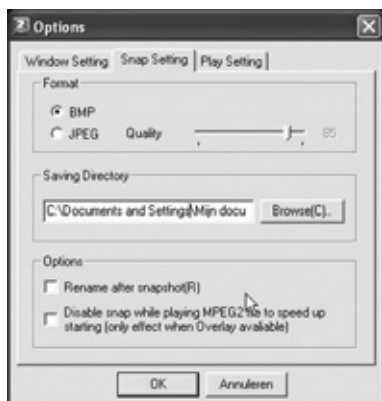 Options
Window Setting Snap Setting Play Setting
Format
BMP
JPEG Quality 85
Saving Directory
C:\Documents and Settings\Mijn docu Browse(C)..
Options
Rename after snapshot(R)
Disable snap while playing MPEG2 file to speed up
starting (only effect when Overlay avaliable)
OK Annuleren